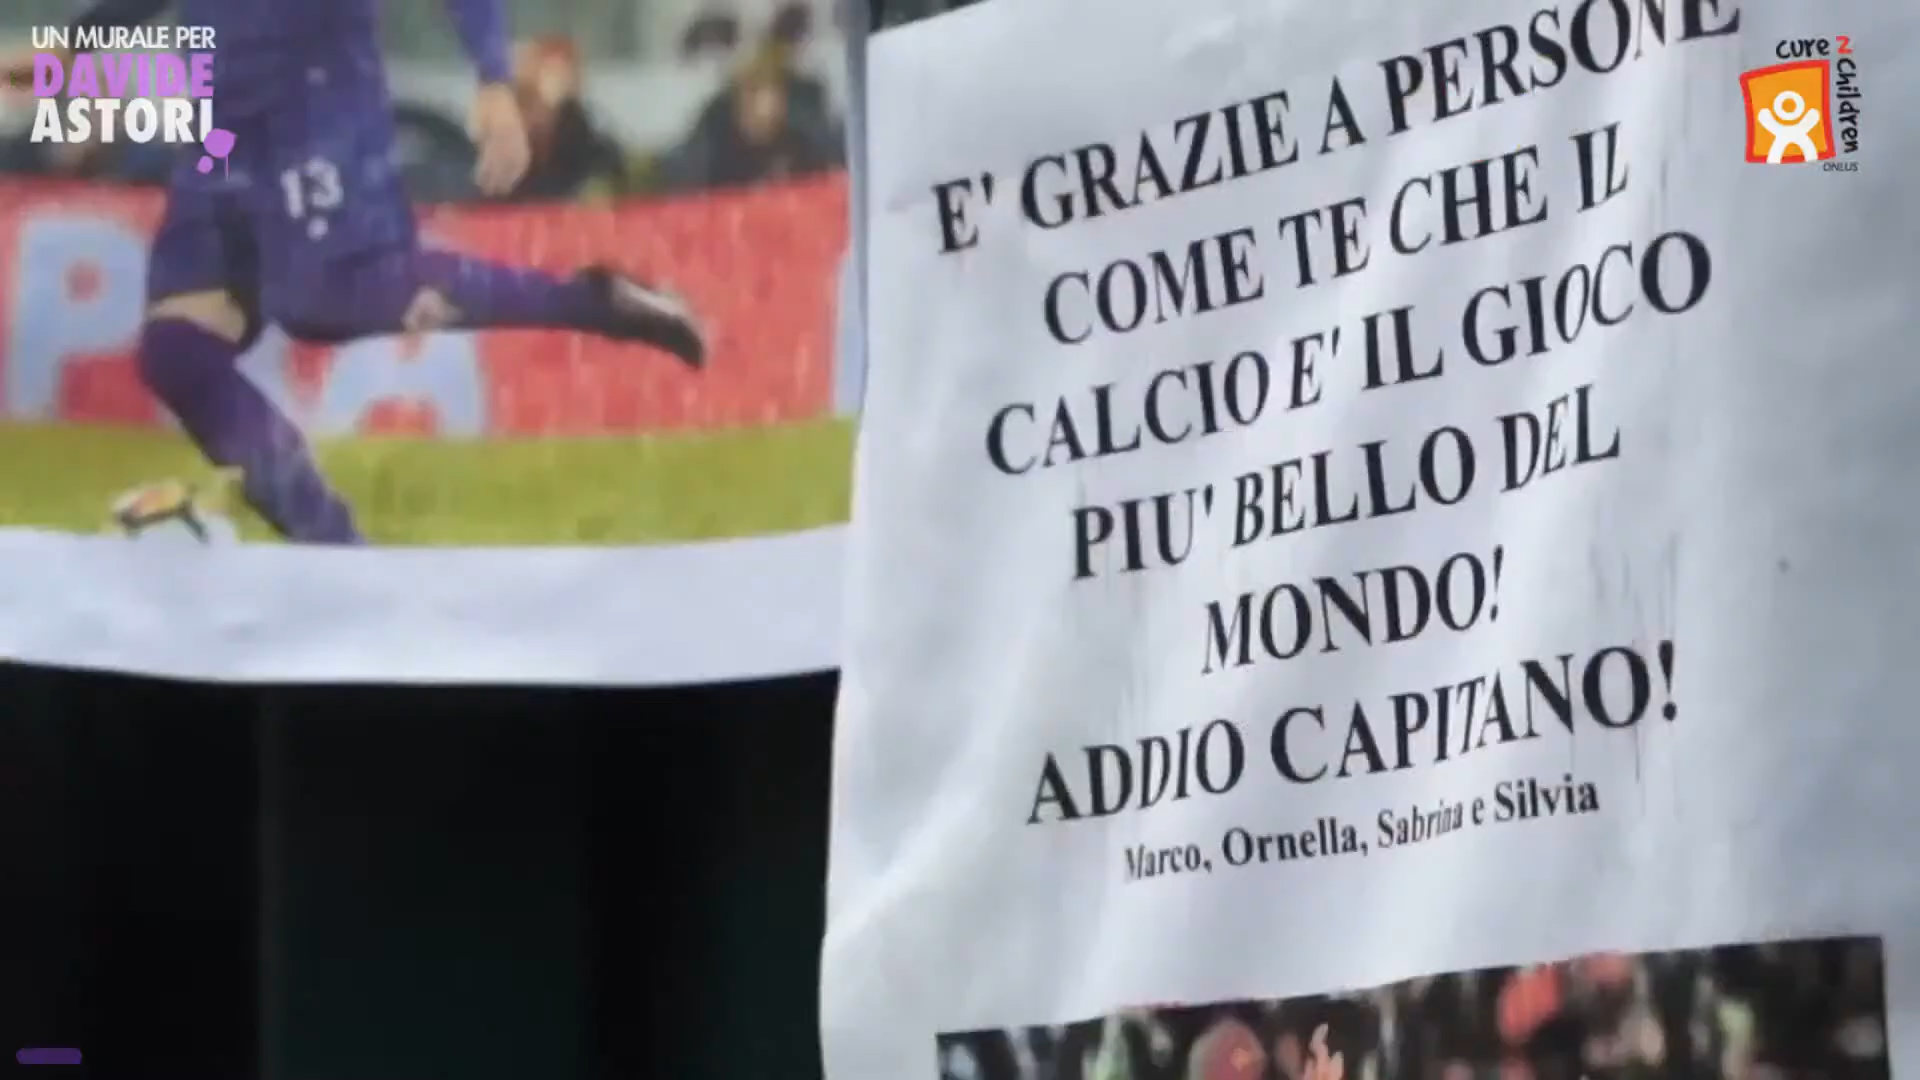 UN MURALE PER
DAVIDE
ASTORI
13
cure 2 children
ONLUS
E' GRAZIE A PERSONE
COME TE CHE IL
CALCIO E' IL GIOCO
PIU' BELLO DEL
MONDO!
ADDIO CAPITANO!
Marco, Ornella, Sabrina e Silvia